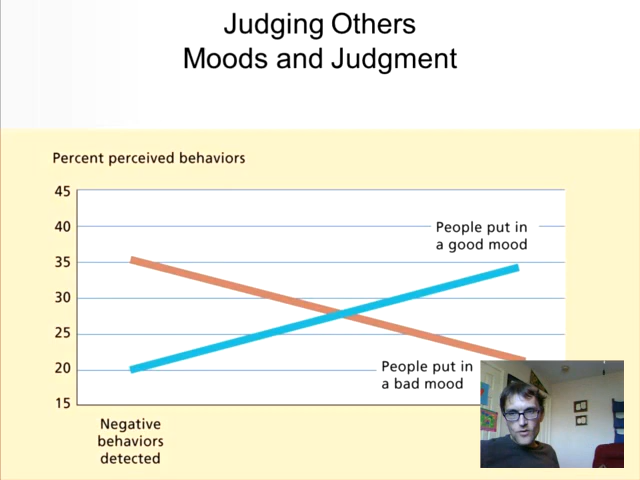 Judging Others
Moods and Judgment
Percent perceived behaviors
45
40
35
30
25
20
15
People put in
a good mood
People put in
a bad mood
Negative
behaviors
detected